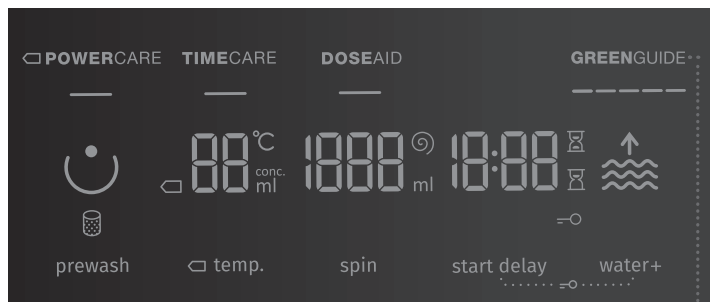 POWERCARE TIMECARE DOSEAID GREENGUIDE
88 °C 1888 18:88
conc.
ml ml
prewash temp. spin start delay water+